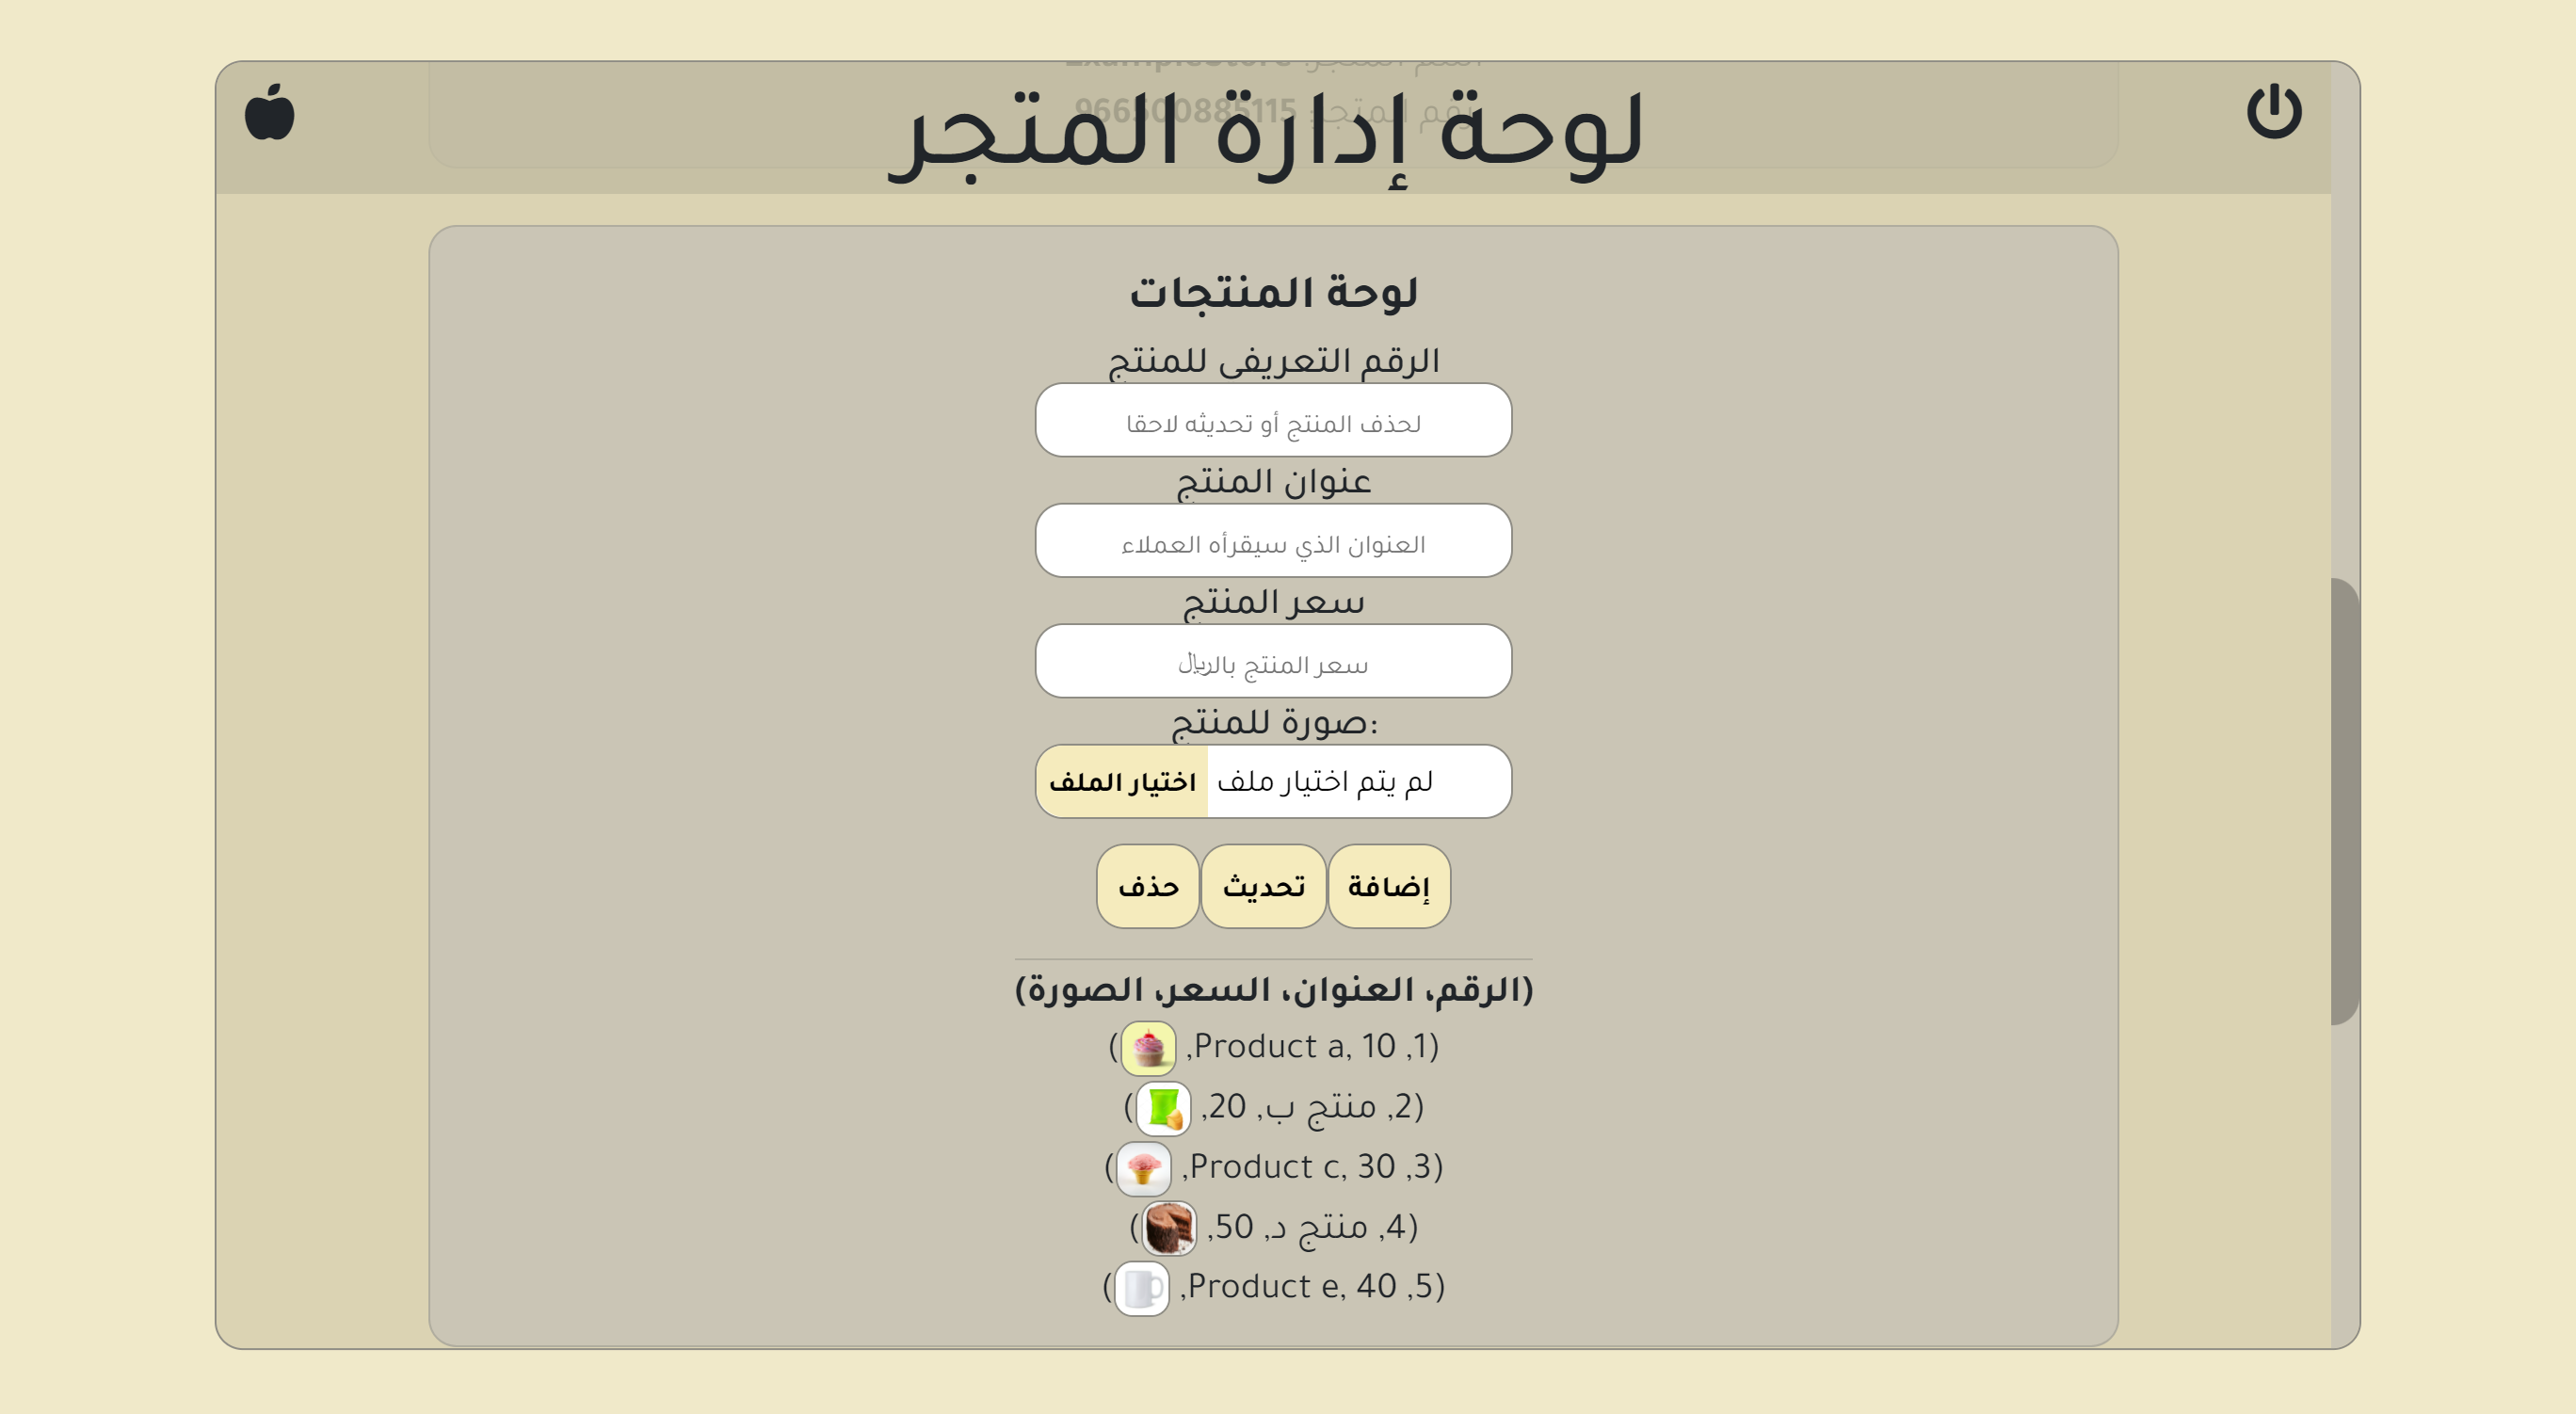 اسم المتجر: ExampleStore
رقم المتجر: 966500885115
لوحة إدارة المتجر
لوحة المنتجات
الرقم التعريفي للمنتج
لحذف المنتج أو تحديثه لاحقا
عنوان المنتج
العنوان الذي سيقرأه العملاء
سعر المنتج
سعر المنتج بالريال
:صورة للمنتج
اختيار الملف لم يتم اختيار ملف
إضافة تحديث حذف
(الرقم، العنوان، السعر، الصورة)
(1, Product a, 10, )
(2, منتج ب, 20, )
(3, Product c, 30, )
(4, منتج د, 50, )
(5, Product e, 40, )